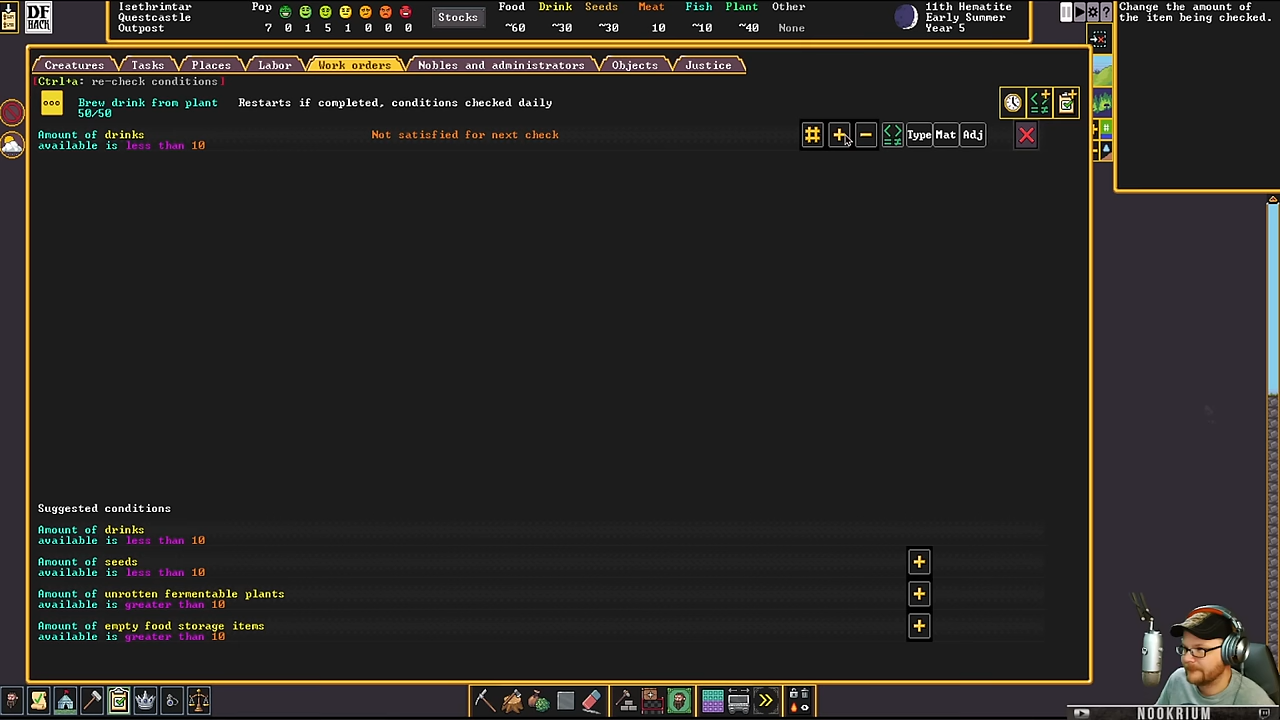 Isethrimtar
Questcastle
Outpost
Pop
7 0 1 5 1 0 0 0
Stocks
Food Drink Seeds Meat Fish Plant Other
~60 ~30 ~30 10 ~10 ~40 None
11th Hematite
Early Summer
Year 5
Change the amount of
the item being checked.
DF
HACK
Creatures Tasks Places Labor Work orders Nobles and administrators Objects Justice
[Ctrl+a: re-check conditions]
Brew drink from plant Restarts if completed, conditions checked daily
50/50
Amount of drinks Not satisfied for next check Type Mat Adj
available is less than 10
Suggested conditions
Amount of drinks
available is less than 10
Amount of seeds
available is less than 10
Amount of unrotten fermentable plants
available is greater than 10
Amount of empty food storage items
available is greater than 10
NOOKRIUM